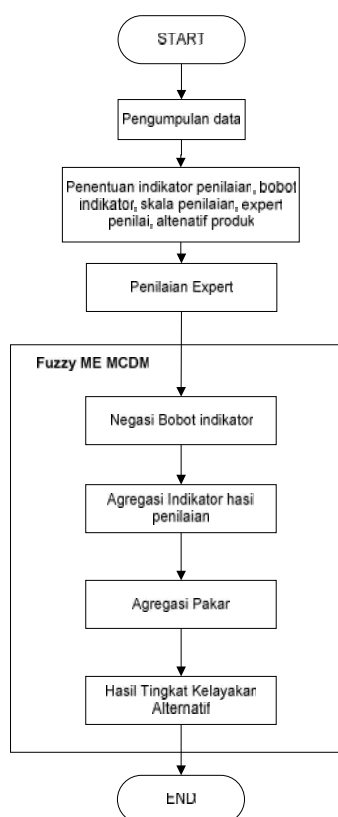 START
Pengumpulan data
Penentuan indikator penilaian, bobot
indikator, skala penilaian, expert
penilai, altenatif produk
Penilaian Expert
Fuzzy ME MCDM
Negasi Bobot indikator
Agregasi Indikator hasil
penilaian
Agregasi Pakar
Hasil Tingkat Kelayakan
Alternatif
END